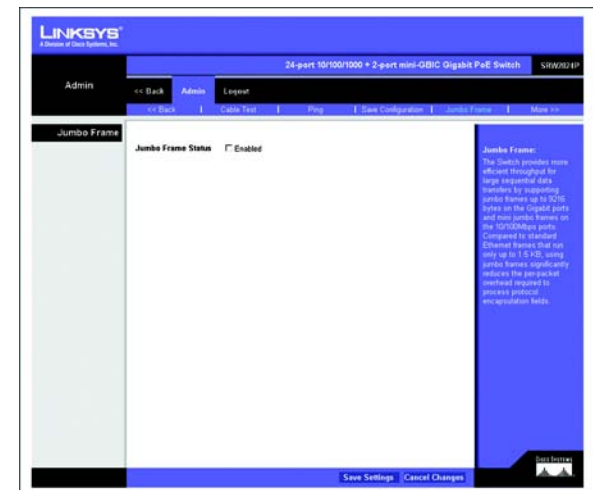 LINKSYS®
A Division of Cisco Systems, Inc.
24-port 10/100/1000 + 2-port mini-GBIC Gigabit PoE Switch SRW2024P
Admin
<< Back Admin Logout
<< Back | Cable Test | Ping | Save Configuration | Jumbo Frame | More >>
Jumbo Frame
Jumbo Frame Status Enabled
Jumbo Frame:
The Switch provides more
efficient throughput for
large sequential data
transfers by supporting
jumbo frames up to 9216
bytes on the Gigabit ports
and mini jumbo frames on
the 10/100Mbps ports.
Compared to standard
Ethernet frames that run
only up to 1.5 KB, using
jumbo frames significantly
reduces the per-packet
overhead required to
process protocol
encapsulation fields.
Save Settings Cancel Changes
CISCO SYSTEMS